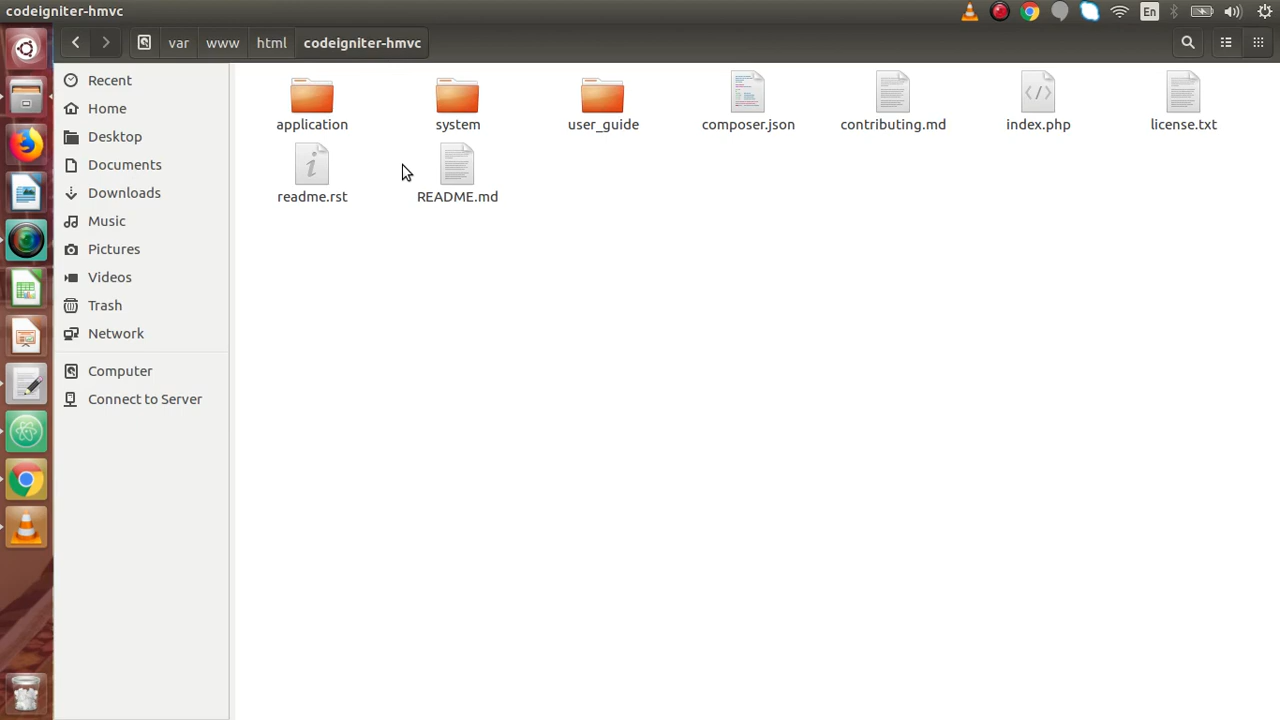 codeigniter-hmvc
En
var
www
html
codeigniter-hmvc
Recent
Home
Desktop
Documents
Downloads
Music
Pictures
Videos
Trash
Network
Computer
Connect to Server
application
system
user_guide
composer.json
contributing.md
index.php
license.txt
readme.rst
README.md